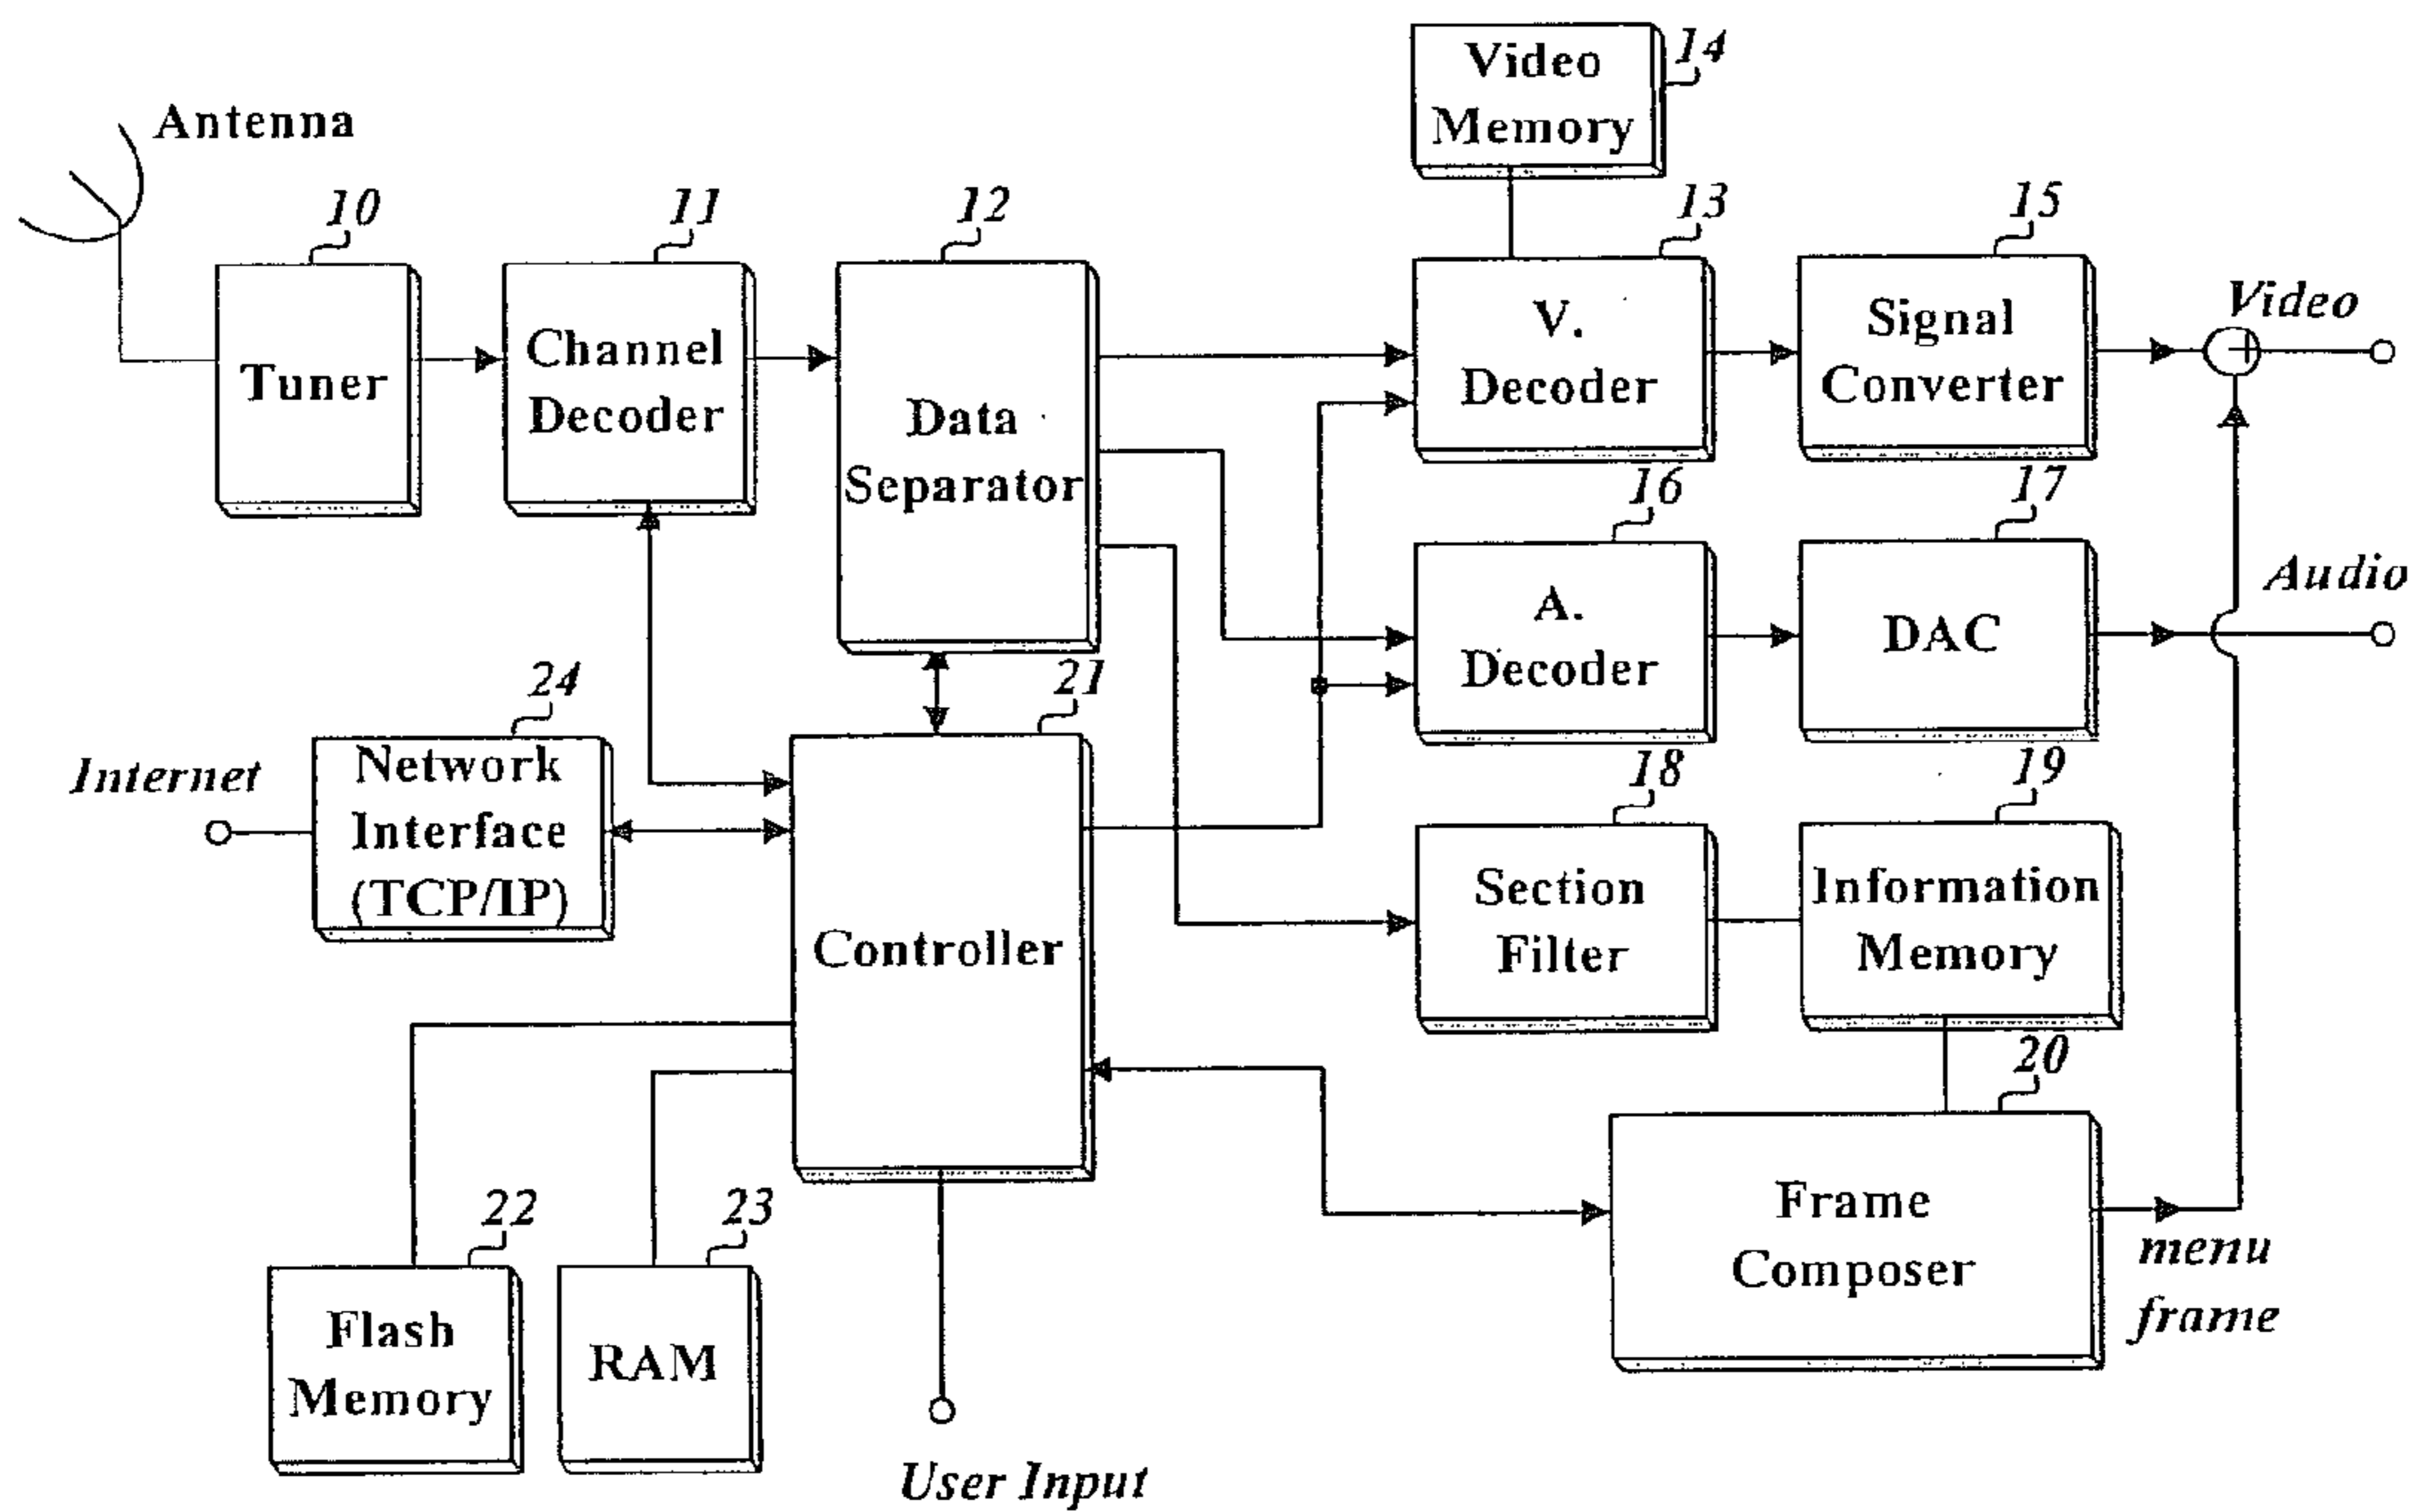 Video
Memory
14
Antenna
10
11
12
13
15
Tuner
Channel
Decoder
Data
Separator
V.
Decoder
Signal
Converter
Video
16
17
A.
Decoder
DAC
Audio
24
21
Internet
Network
Interface
(TCP/IP)
Controller
18
19
Section
Filter
Information
Memory
20
Frame
Composer
menu
frame
22
23
Flash
Memory
RAM
User Input